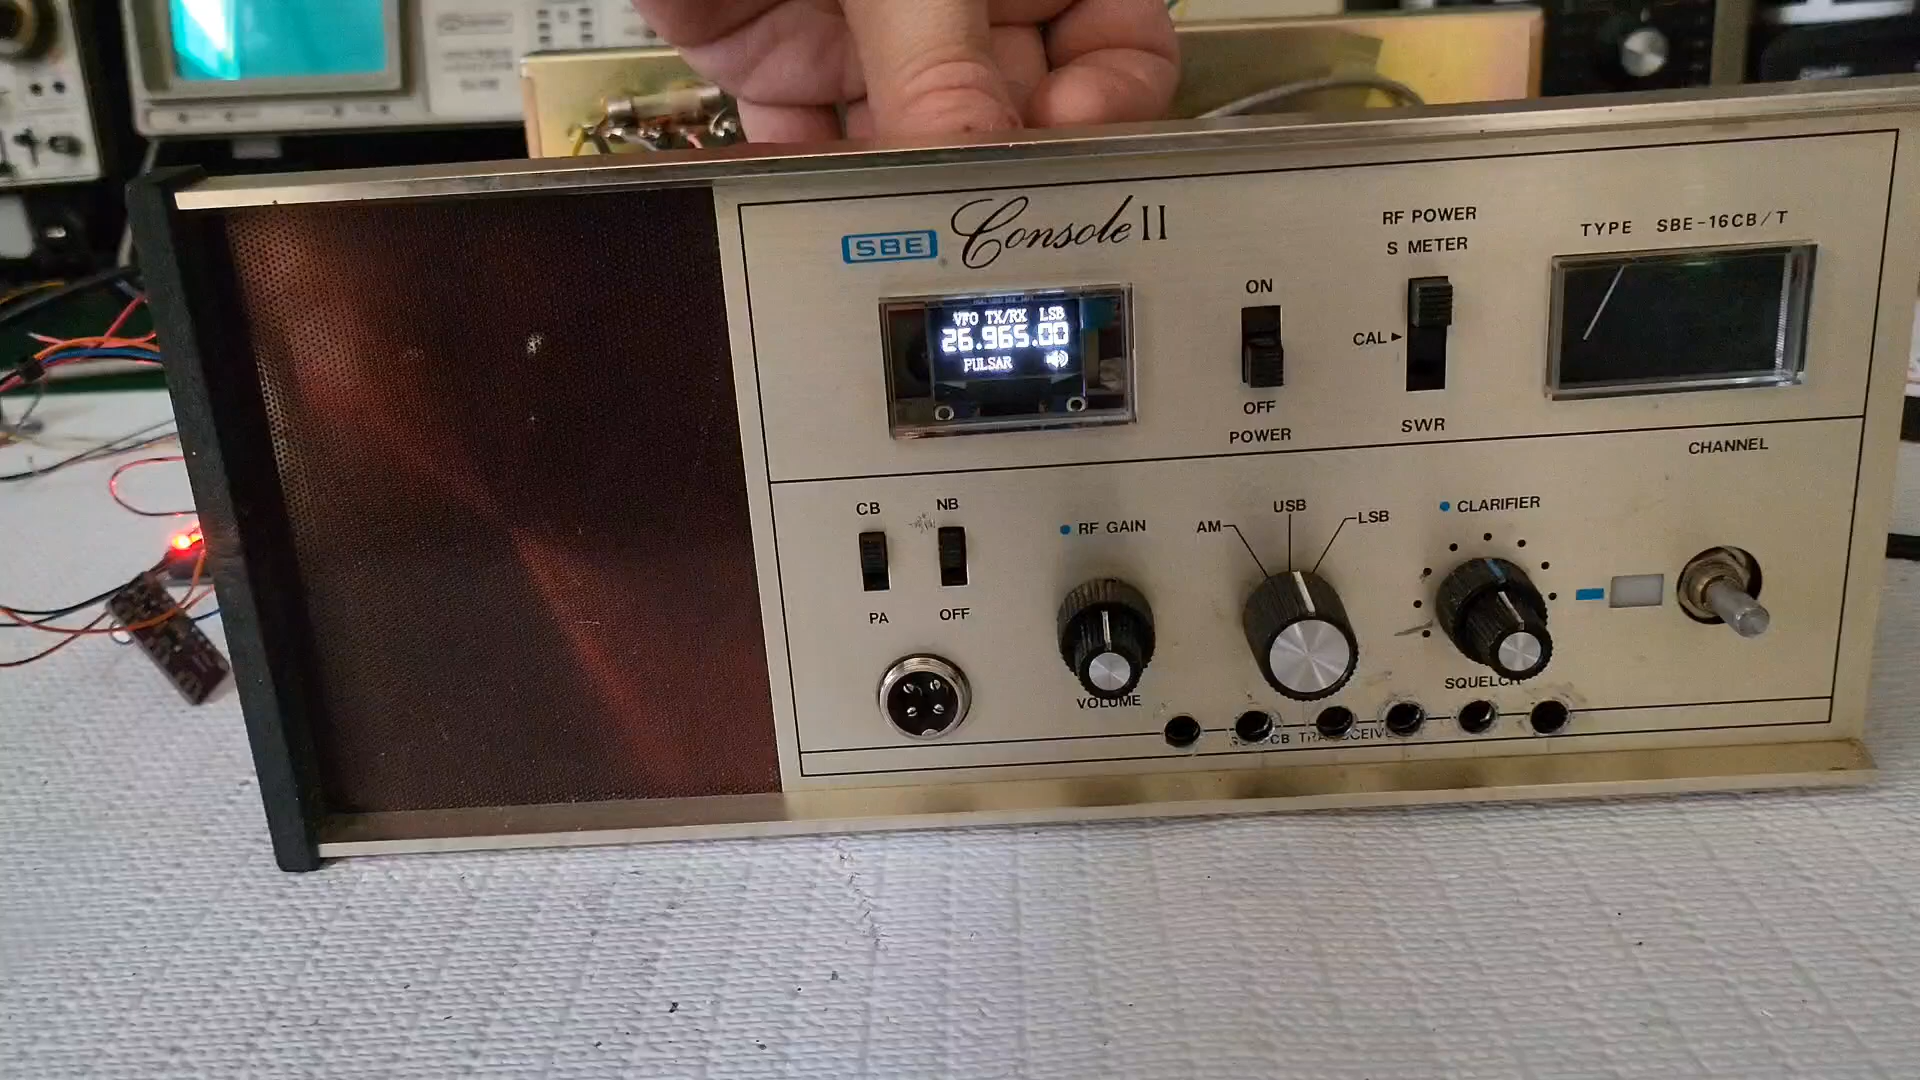 SBE Console II
VFO TX/RX LSB
26.965.00
PULSAR
ON
OFF
POWER
RF POWER
S METER
CAL
SWR
TYPE SBE-16CB/T
CHANNEL
CB
PA
NB
OFF
RF GAIN
VOLUME
AM
USB
LSB
CLARIFIER
SQUELCH
CB